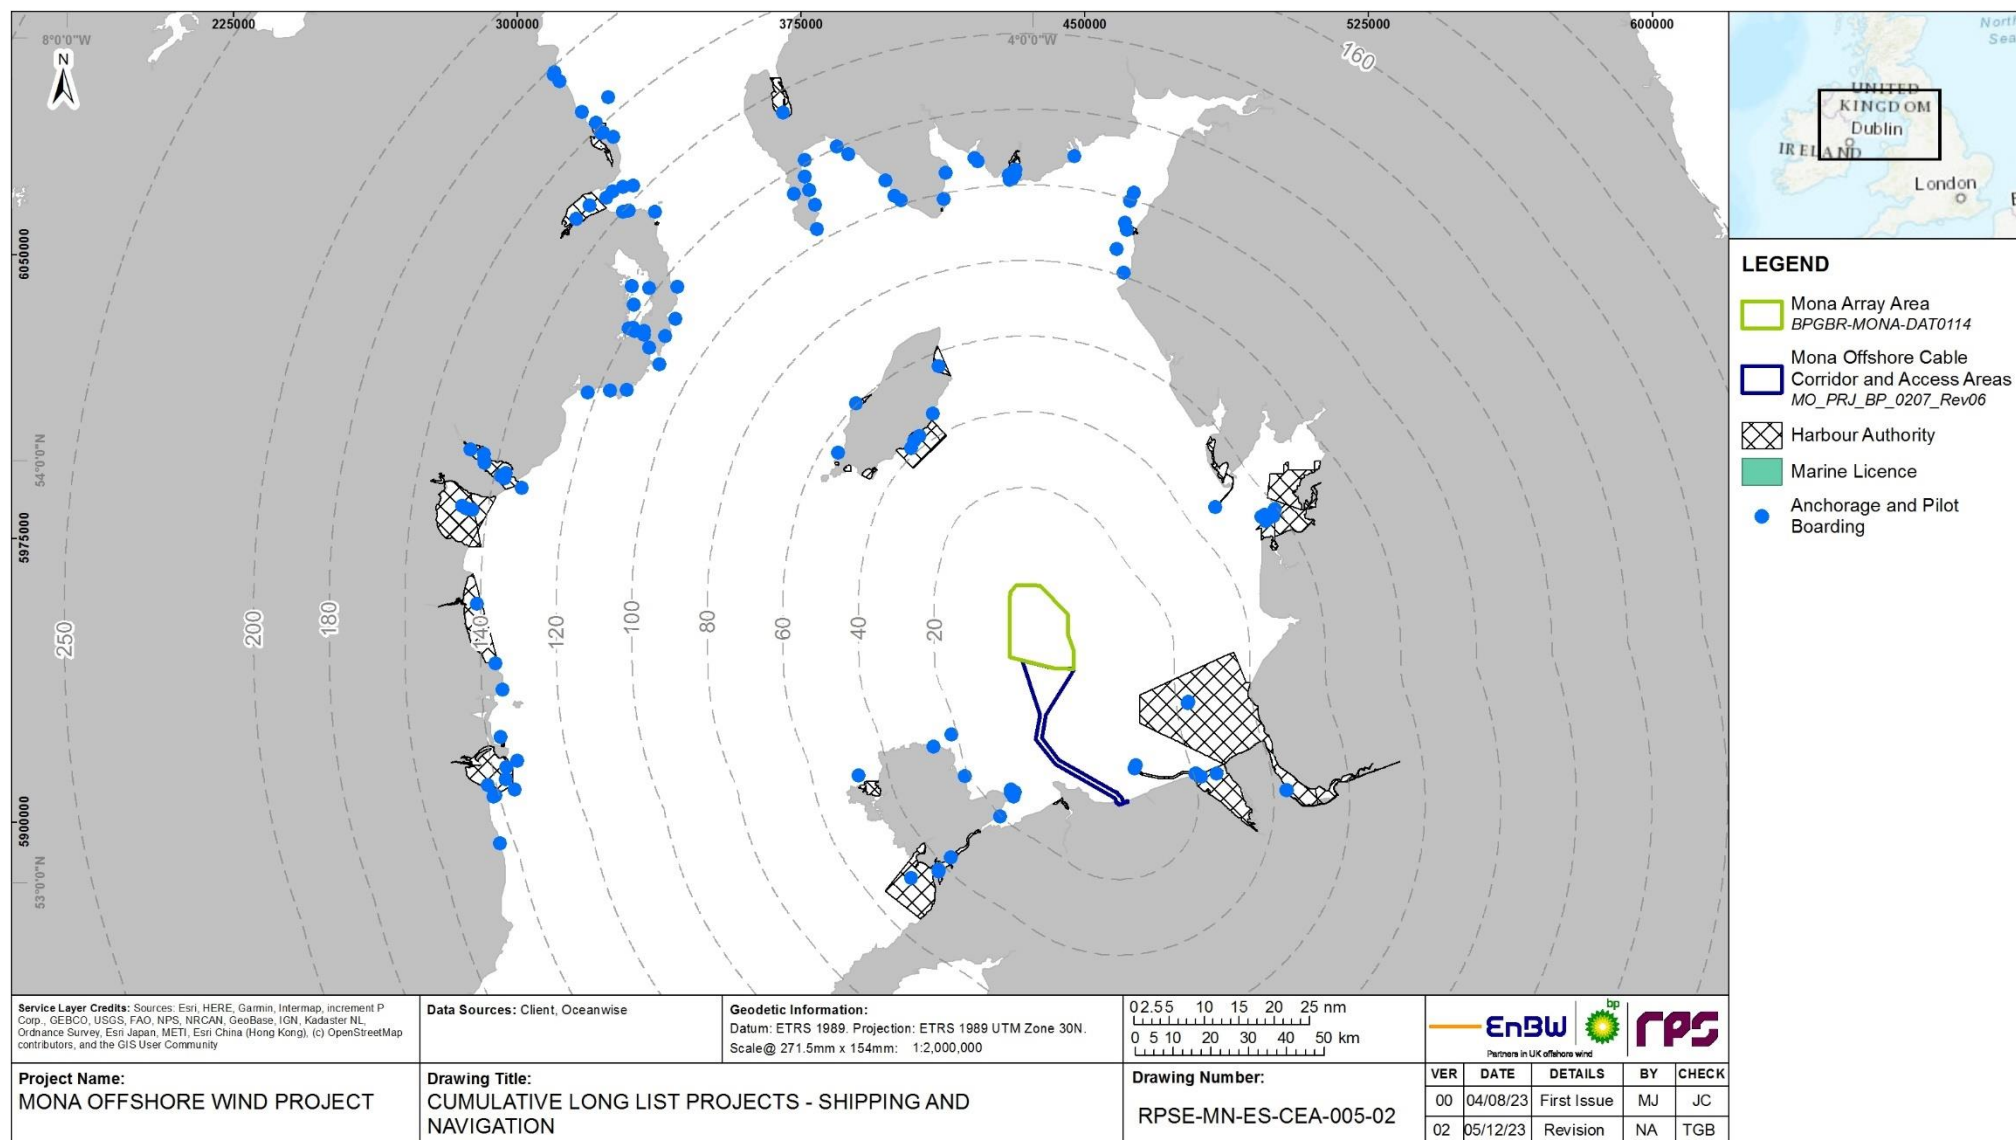 225000
300000
375000
450000
525000
600000
8°0'0"W
4°0'0"W
N
160
6050000
54°0'0"N
5975000
250
200
180
140
120
100
80
60
40
20
5900000
53°0'0"N
North
Sea
UNITED
KINGDOM
Dublin
IRELAND
London
LEGEND
Mona Array Area
BPGBR-MONA-DAT0114
Mona Offshore Cable
Corridor and Access Areas
MO_PRJ_BP_0207_Rev06
Harbour Authority
Marine Licence
Anchorage and Pilot
Boarding
Service Layer Credits: Sources: Esri, HERE, Garmin, Intermap, increment P
Corp., GEBCO, USGS, FAO, NPS, NRCAN, GeoBase, IGN, Kadaster NL,
Ordnance Survey, Esri Japan, METI, Esri China (Hong Kong), (c) OpenStreetMap
contributors, and the GIS User Community
Data Sources: Client, Oceanwise
Geodetic Information:
Datum: ETRS 1989. Projection: ETRS 1989 UTM Zone 30N.
Scale@ 271.5mm x 154mm: 1:2,000,000
0 2.5 5 10 15 20 25 nm
0 5 10 20 30 40 50 km
EnBW
Partners in UK offshore wind
bp
rps
Project Name:
MONA OFFSHORE WIND PROJECT
Drawing Title:
CUMULATIVE LONG LIST PROJECTS - SHIPPING AND
NAVIGATION
Drawing Number:
RPSE-MN-ES-CEA-005-02
VER DATE DETAILS BY CHECK
00 04/08/23 First Issue MJ JC
02 05/12/23 Revision NA TGB